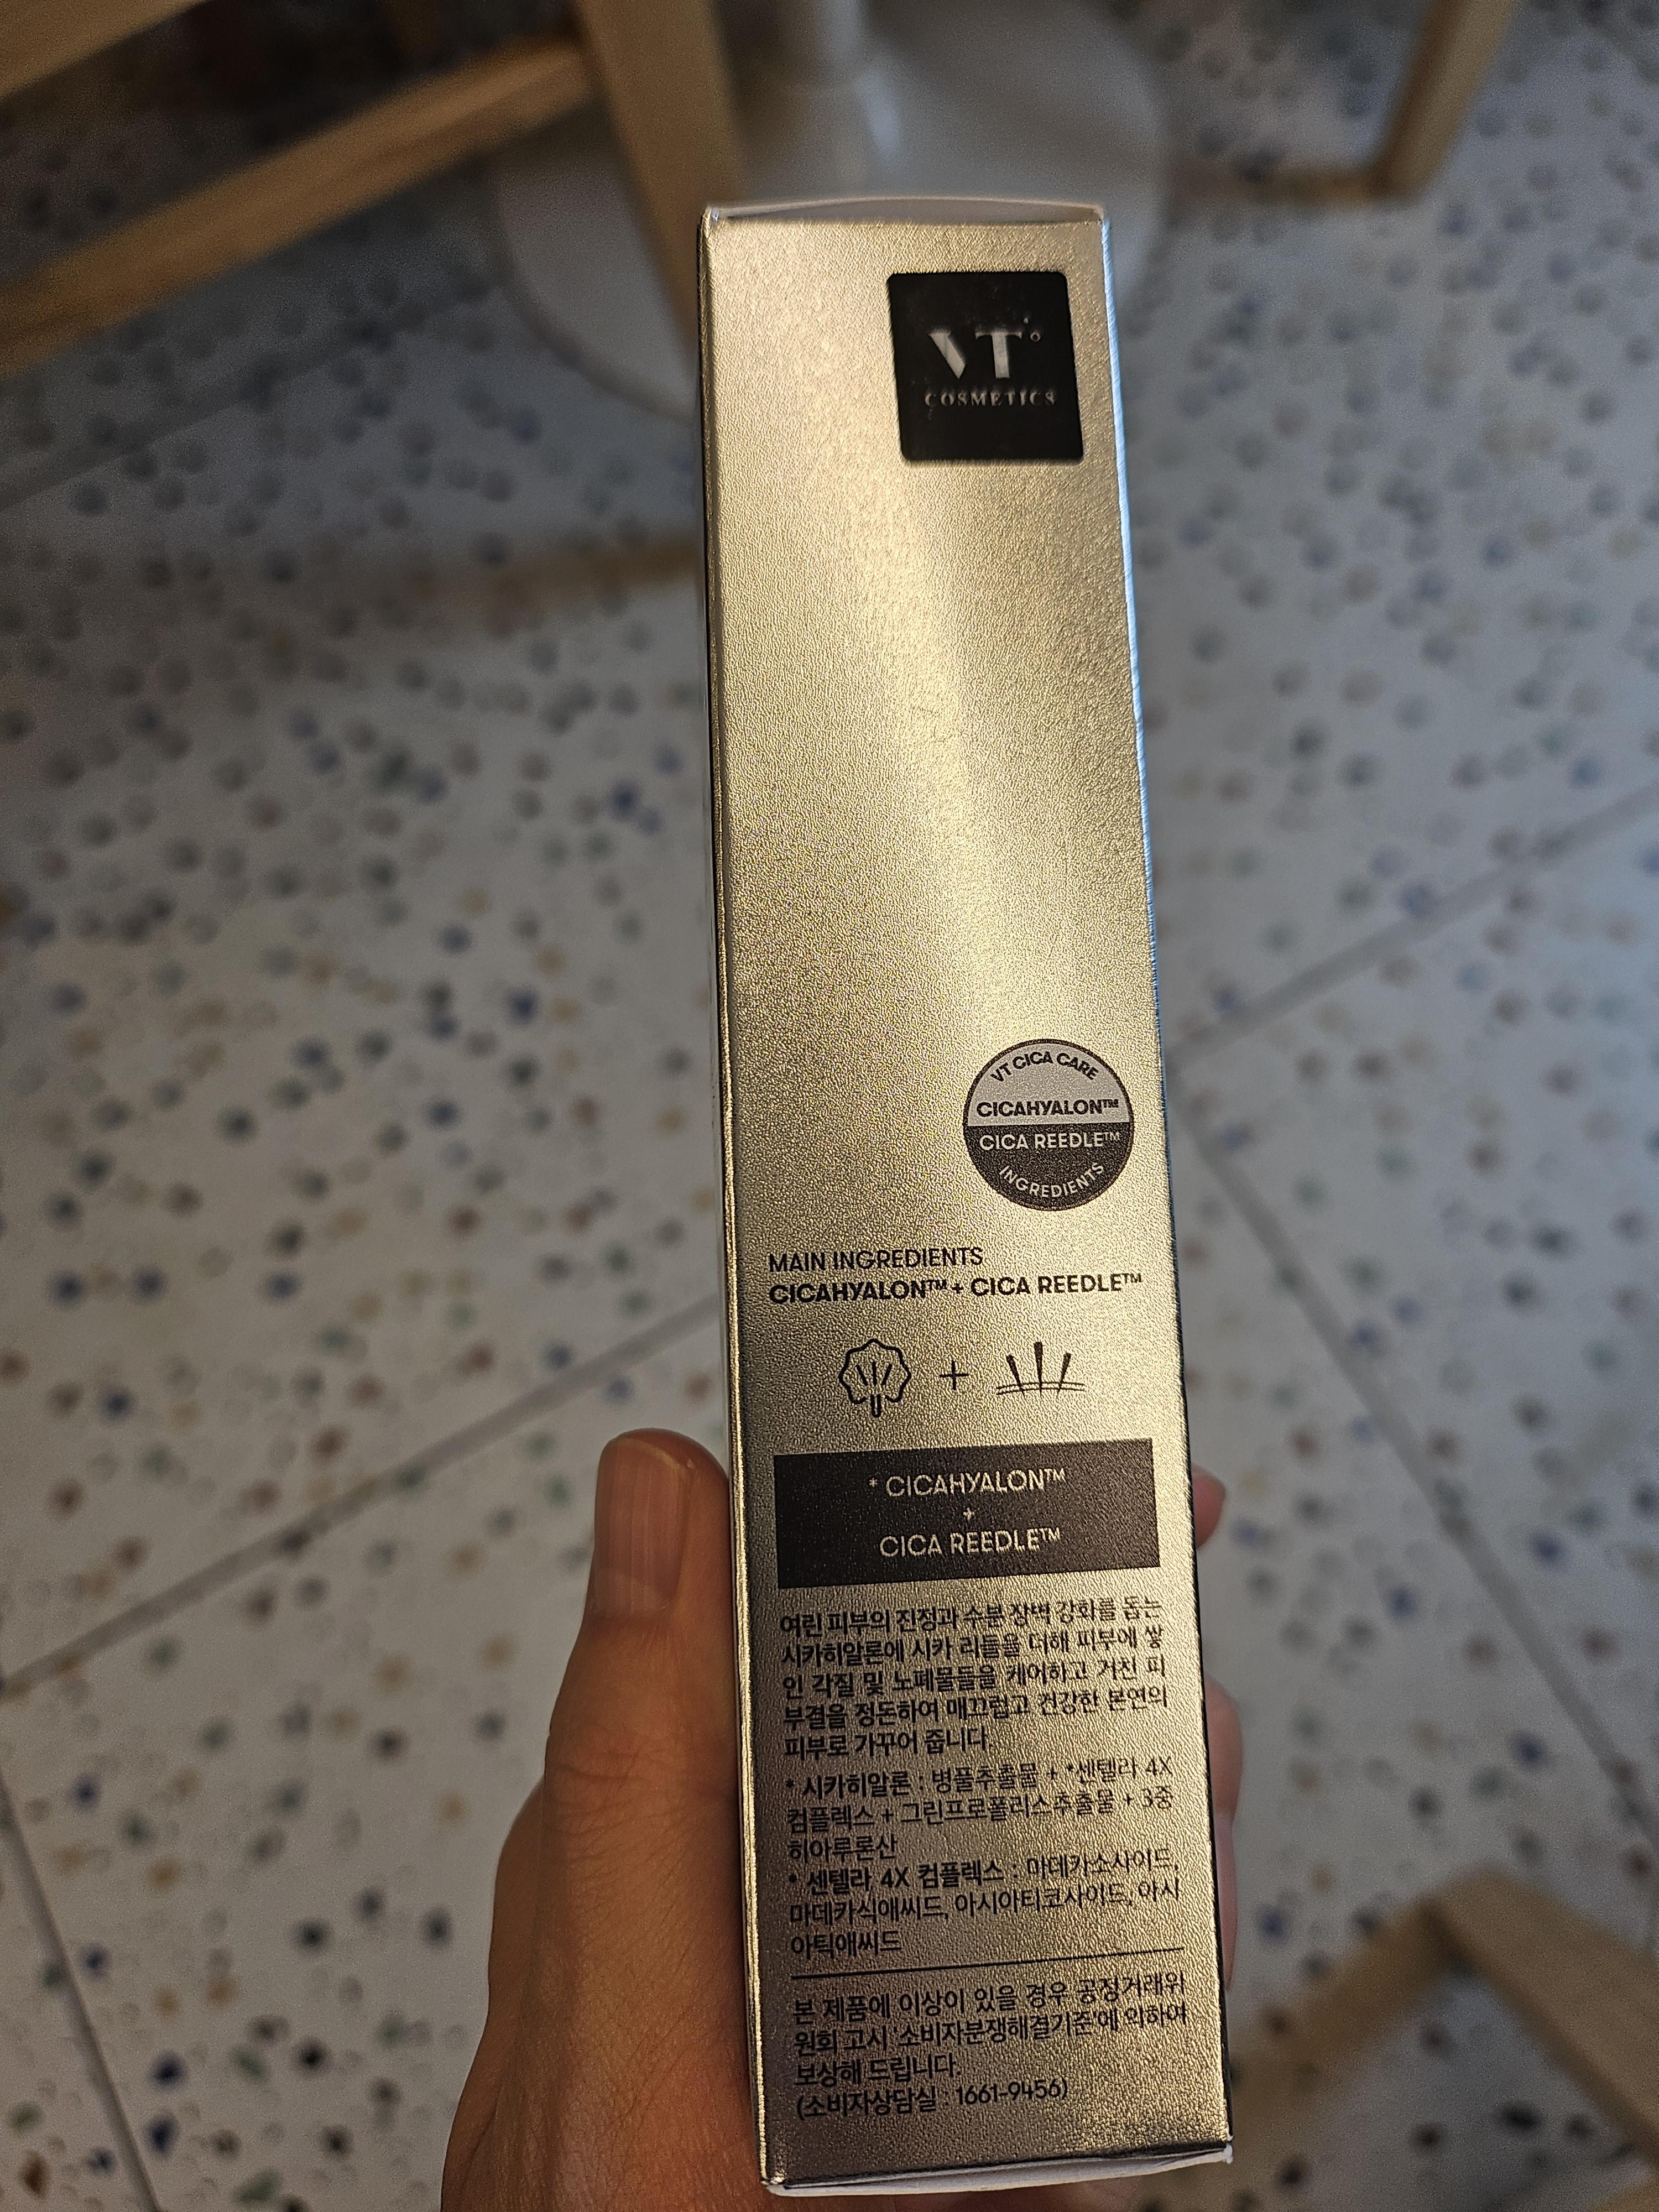 VT
COSMETICS
VT CICA CARE
CICAHYALON™
CICA REEDLE™
INGREDIENTS
MAIN INGREDIENTS
CICAHYALON™ + CICA REEDLE™
+
* CICAHYALON™
+
CICA REEDLE™
여린 피부의 진정과 수분 장벽 강화를 돕는
시카히알론에 시카 리들을 더해 피부에 쌓
인 각질 및 노폐물들을 케어하고 거친 피
부결을 정돈하여 매끄럽고 건강한 본연의
피부로 가꾸어 줍니다.
* 시카히알론 : 병풀추출물 + *센텔라 4X
컴플렉스 + 그린프로폴리스추출물 + 3중
히아루론산
* 센텔라 4X 컴플렉스 : 마데카소사이드,
마데카식애씨드, 아시아티코사이드, 아시
아틱애씨드
본 제품에 이상이 있을 경우 공정거래위
원회 고시 '소비자분쟁해결기준'에 의하여
보상해 드립니다.
(소비자상담실 : 1661-9456)